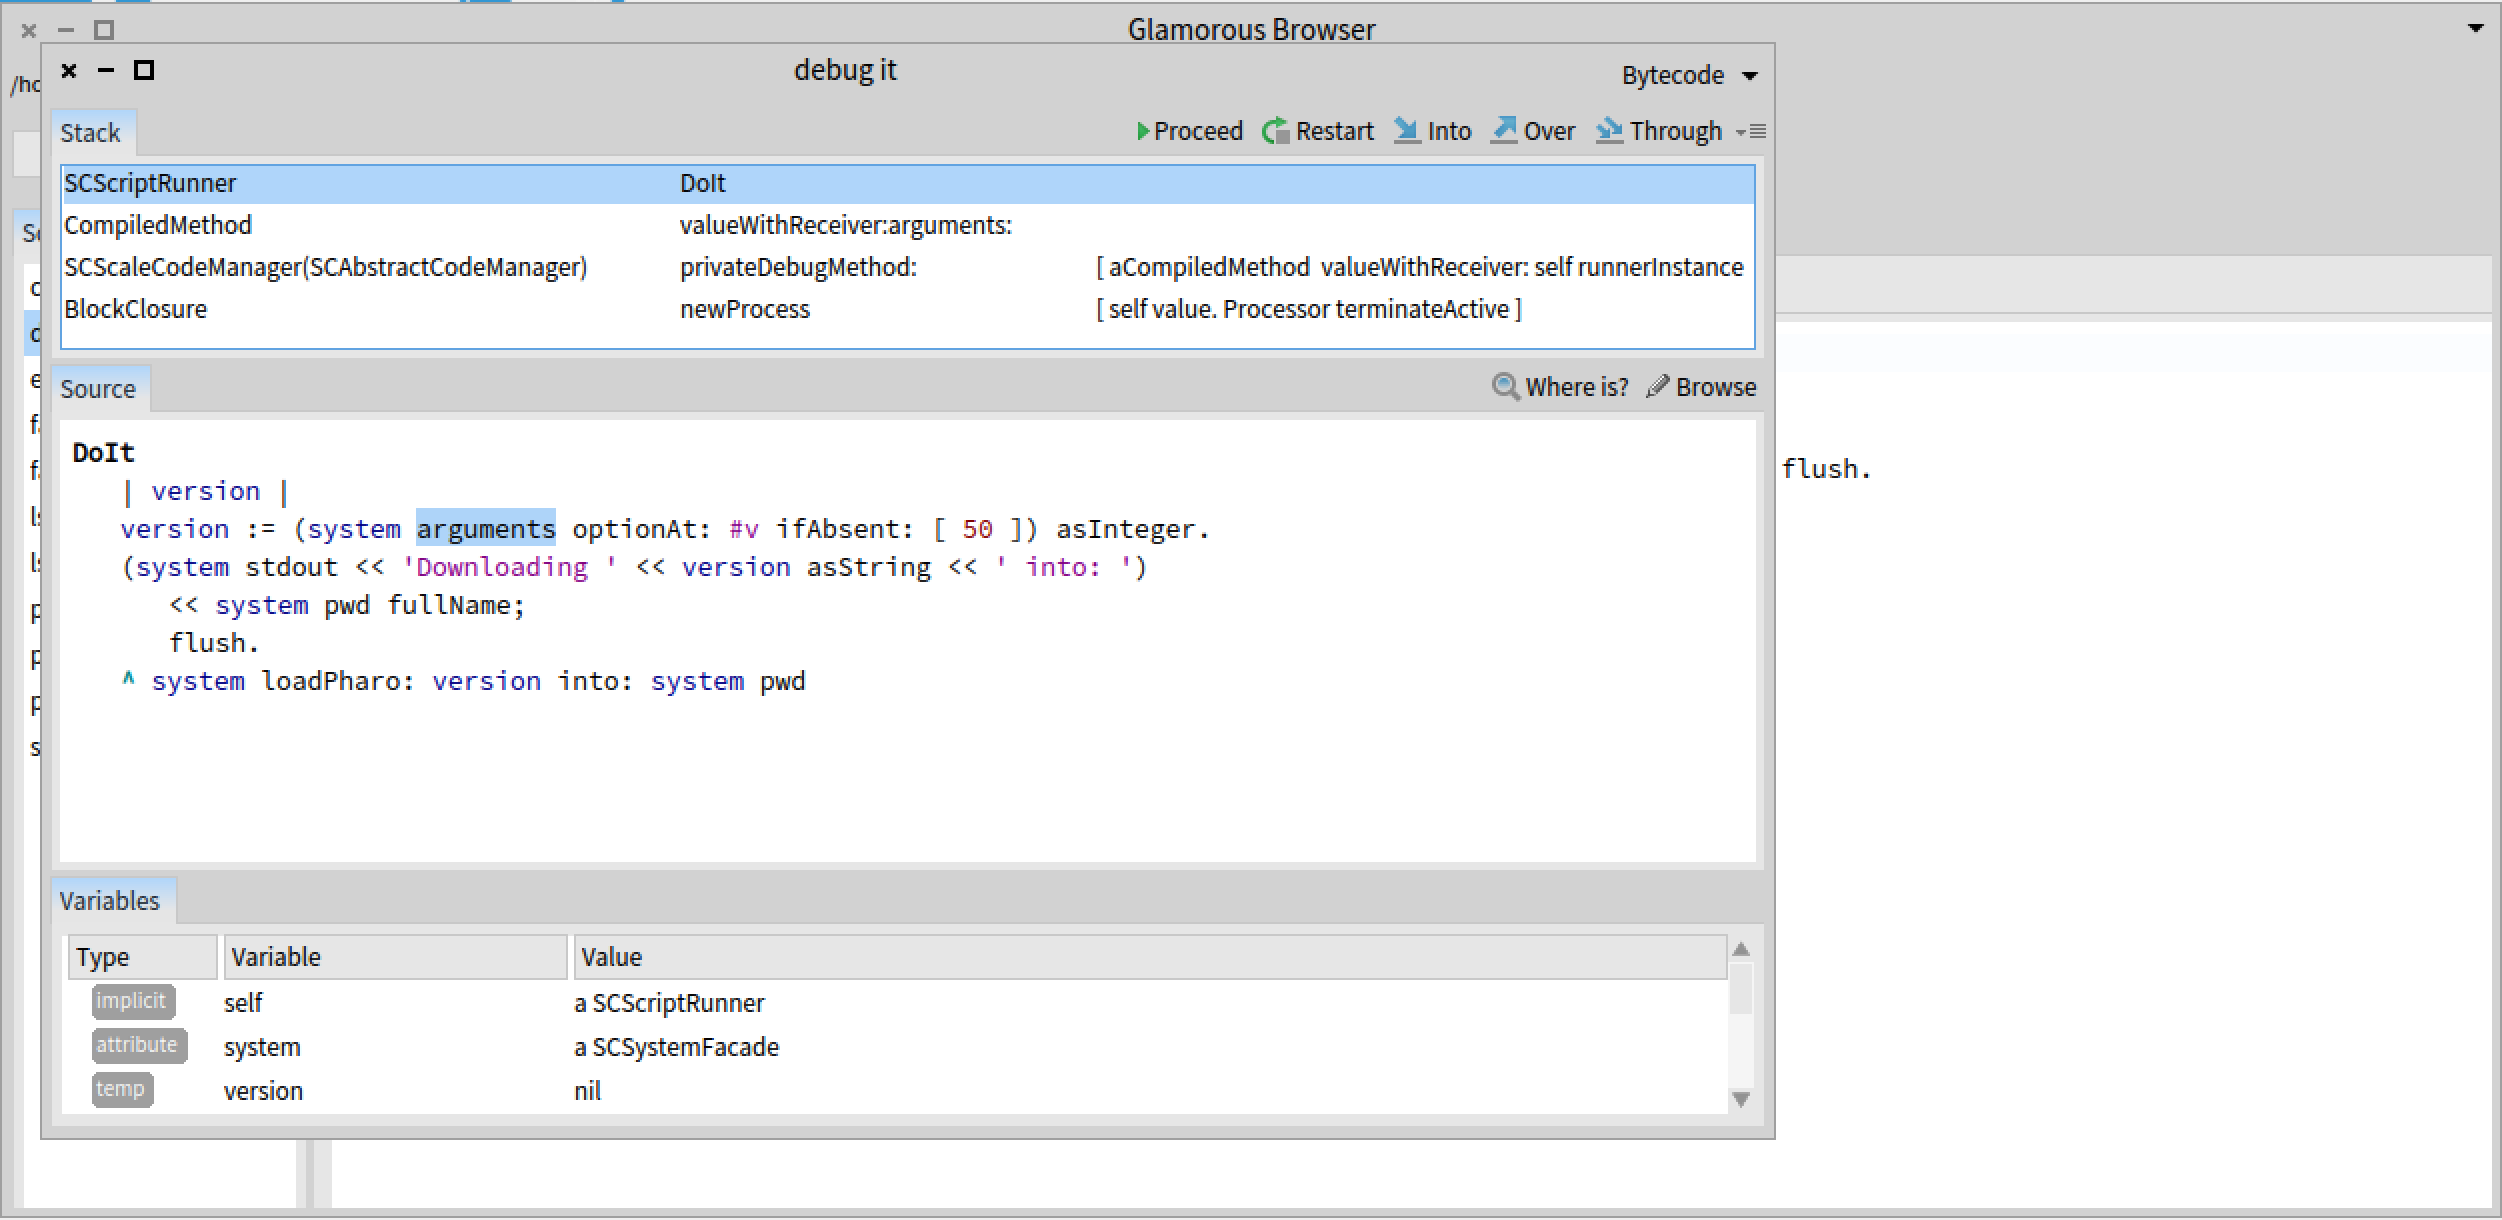 Glamorous Browser
debug it
Bytecode
Stack
Proceed Restart Into Over Through
SCScriptRunner DoIt
CompiledMethod valueWithReceiver:arguments:
SCScaleCodeManager(SCAbstractCodeManager) privateDebugMethod: [ aCompiledMethod valueWithReceiver: self runnerInstance
BlockClosure newProcess [ self value. Processor terminateActive ]
Source
Where is? Browse
DoIt
| version |
version := (system arguments optionAt: #v ifAbsent: [ 50 ]) asInteger.
(system stdout << 'Downloading ' << version asString << ' into: ')
<< system pwd fullName;
flush.
^ system loadPharo: version into: system pwd
Variables
Type Variable Value
implicit self a SCScriptRunner
attribute system a SCSystemFacade
temp version nil
flush.